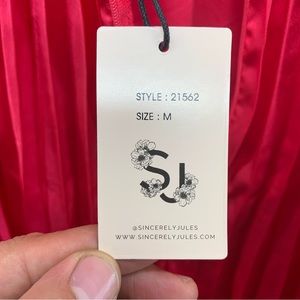 STYLE : 21562
SIZE : M
SJ
@SINCERELYJULES
WWW.SINCERELYJULES.COM